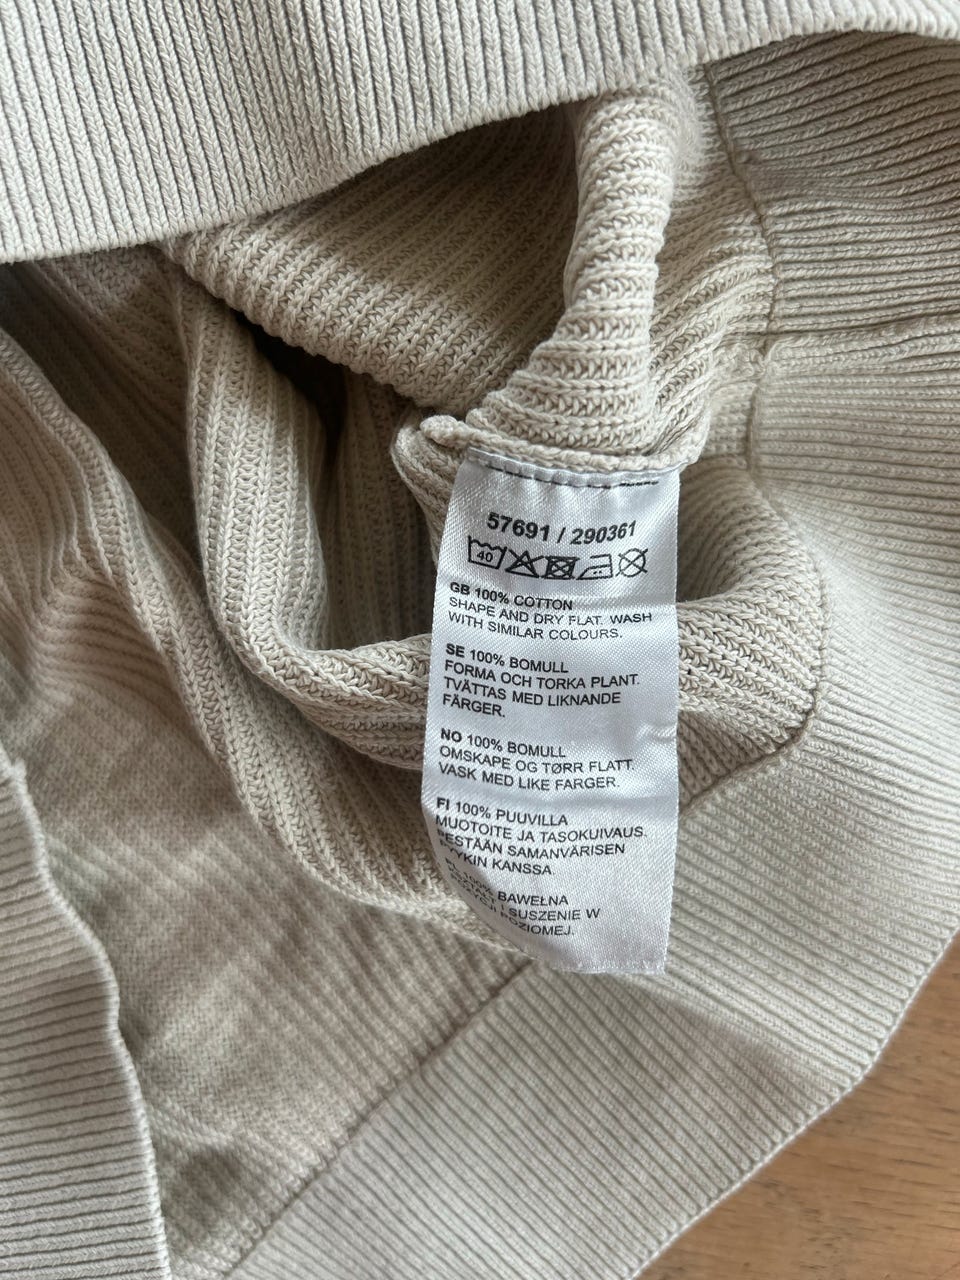 57691 / 290361
40
GB 100% COTTON
SHAPE AND DRY FLAT. WASH
WITH SIMILAR COLOURS.
SE 100% BOMULL
FORMA OCH TORKA PLANT.
TVÄTTAS MED LIKNANDE
FÄRGER.
NO 100% BOMULL
OMSKAPE OG TØRR FLATT.
VASK MED LIKE FARGER.
FI 100% PUUVILLA
MUOTOITE JA TASOKUIVAUS.
PESTÄÄN SAMANVÄRISEN
PYYKIN KANSSA.
100% BAWEŁNA
I SUSZENIE W
POZIOMEJ.